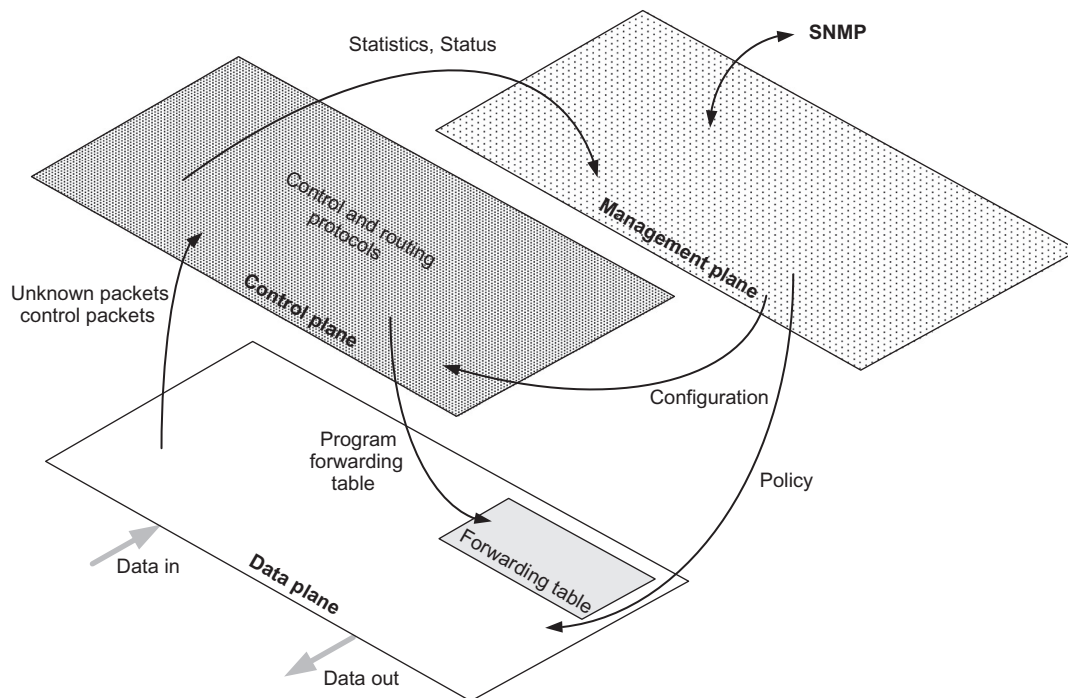 Statistics, Status
SNMP
Control and routing
protocols
Control plane
Management plane
Unknown packets
control packets
Configuration
Program
forwarding
table
Policy
Forwarding table
Data in
Data plane
Data out